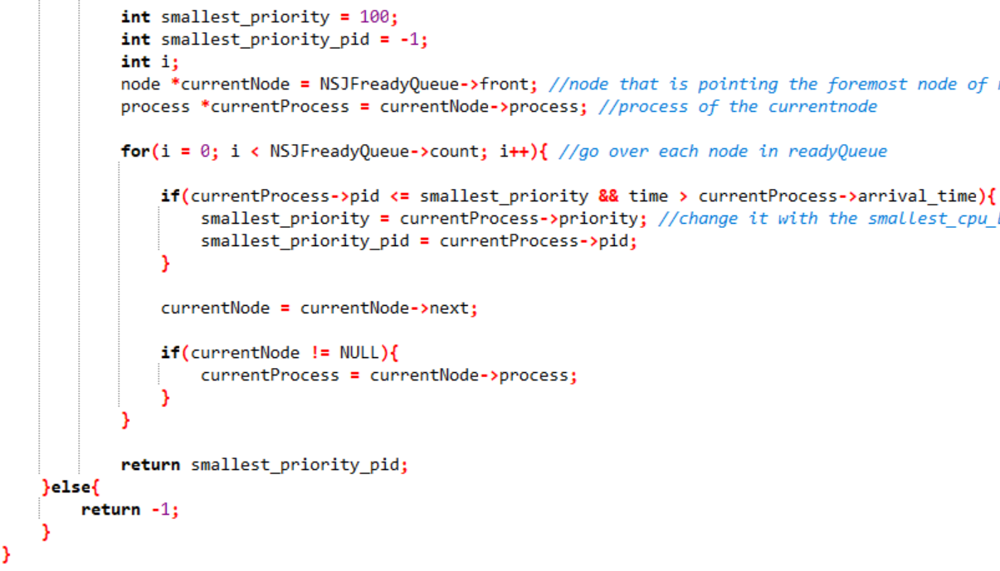 int smallest_priority = 100;
int smallest_priority_pid = -1;
int i;
node *currentNode = NSJFreadyQueue->front; //node that is pointing the foremost node of
process *currentProcess = currentNode->process; //process of the currentnode
for(i = 0; i < NSJFreadyQueue->count; i++){ //go over each node in readyQueue
if(currentProcess->pid <= smallest_priority && time > currentProcess->arrival_time){
smallest_priority = currentProcess->priority; //change it with the smallest_cpu_
smallest_priority_pid = currentProcess->pid;
}
currentNode = currentNode->next;
if(currentNode != NULL){
currentProcess = currentNode->process;
}
}
return smallest_priority_pid;
}else{
return -1;
}
}